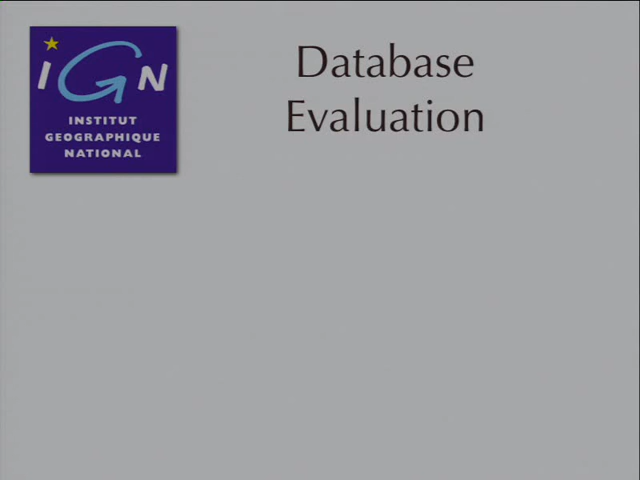 IGN
INSTITUT
GEOGRAPHIQUE
NATIONAL
Database
Evaluation